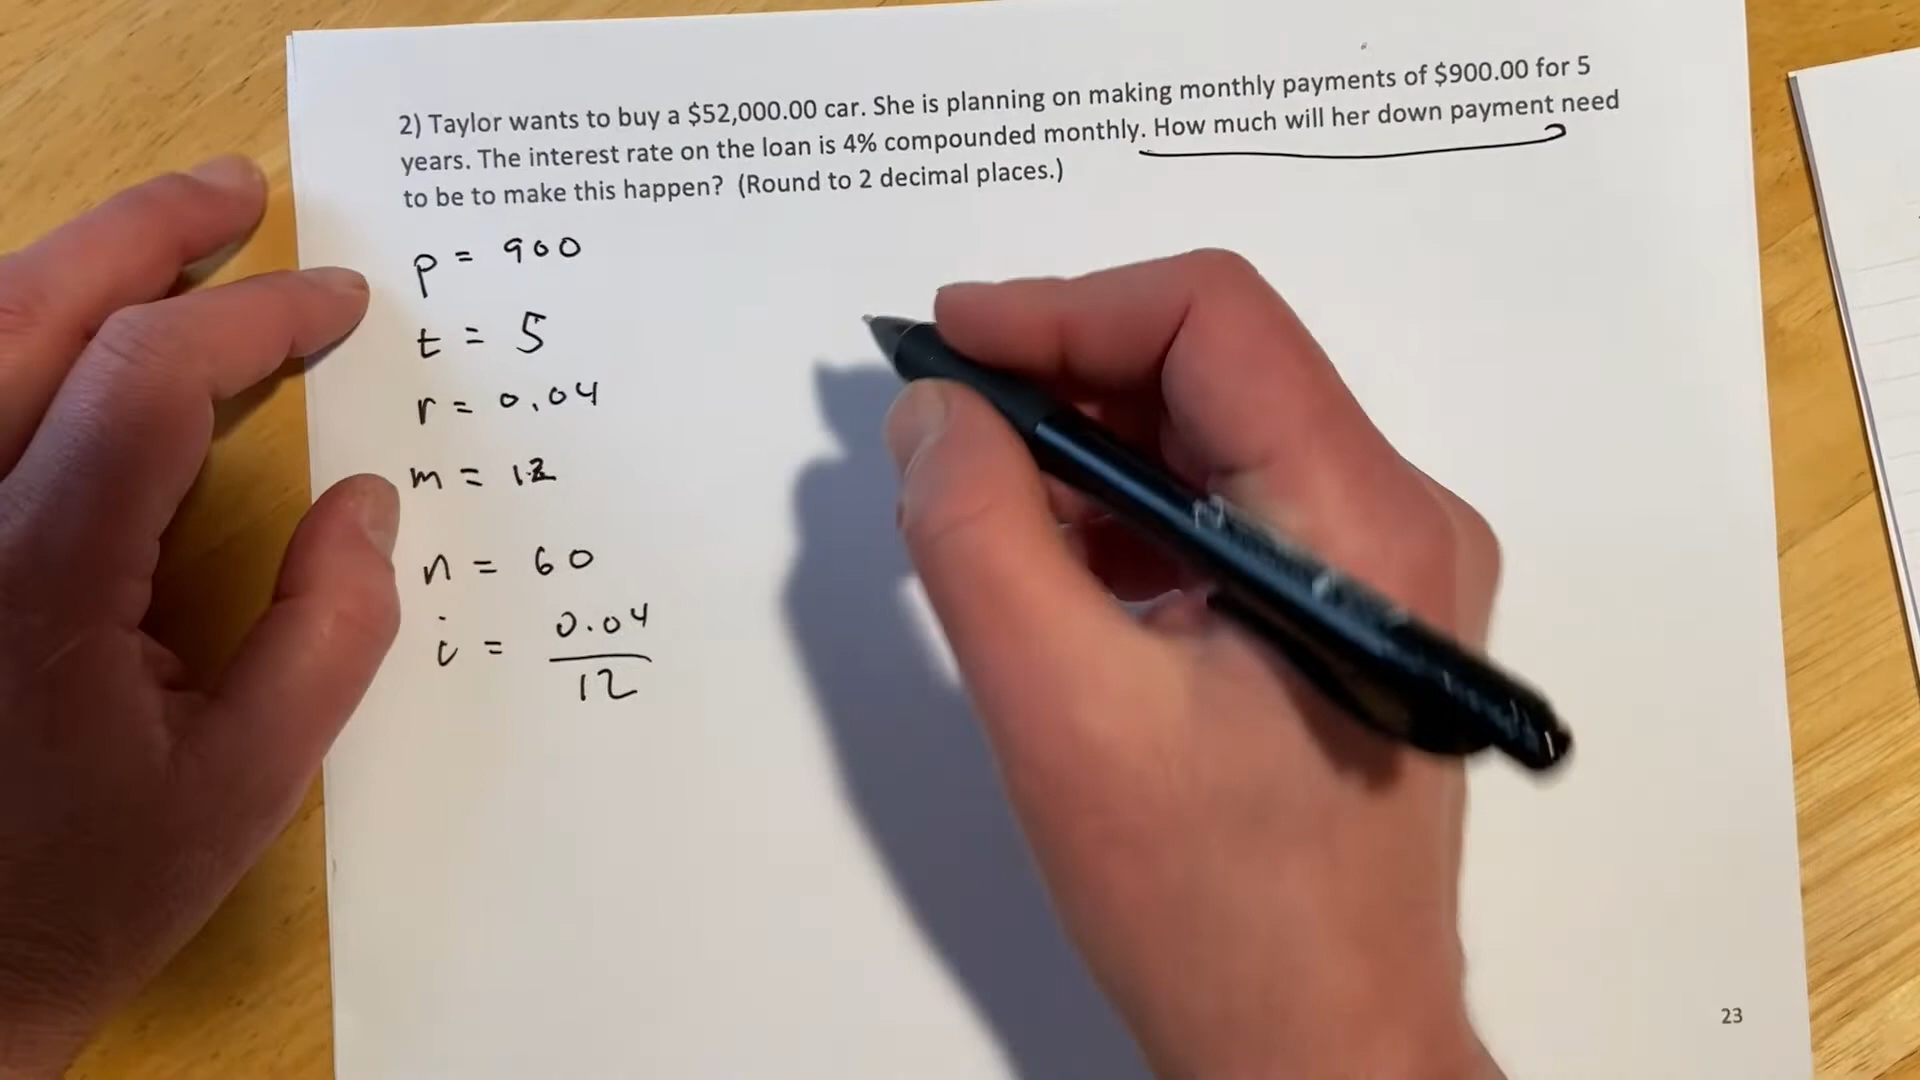 2) Taylor wants to buy a $52,000.00 car. She is planning on making monthly payments of $900.00 for 5
years. The interest rate on the loan is 4% compounded monthly. How much will her down payment need
to be to make this happen? (Round to 2 decimal places.)
p = 900
t = 5
r = 0.04
m = 12
n = 60
i = 0.04
12
23